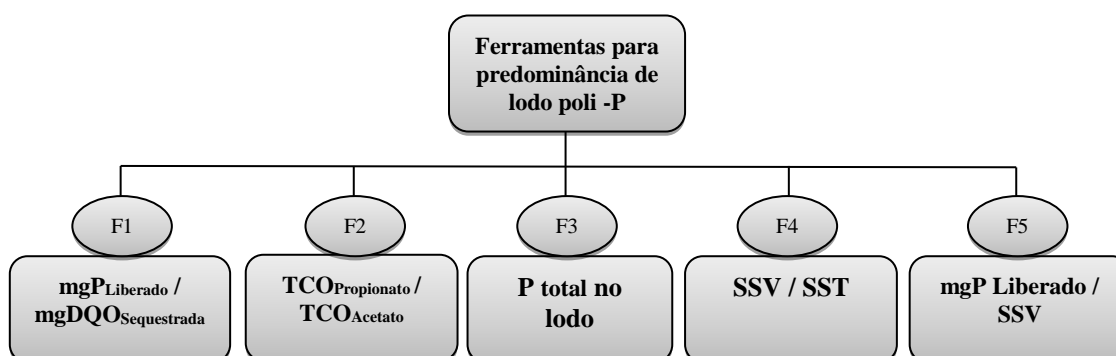 Ferramentas para
predominância de
lodo poli -P
F1
F2
F3
F4
F5
mgPLiberado /
mgDQOSequestrada
TCOPropionato /
TCOAcetato
P total no
lodo
SSV / SST
mgP Liberado /
SSV